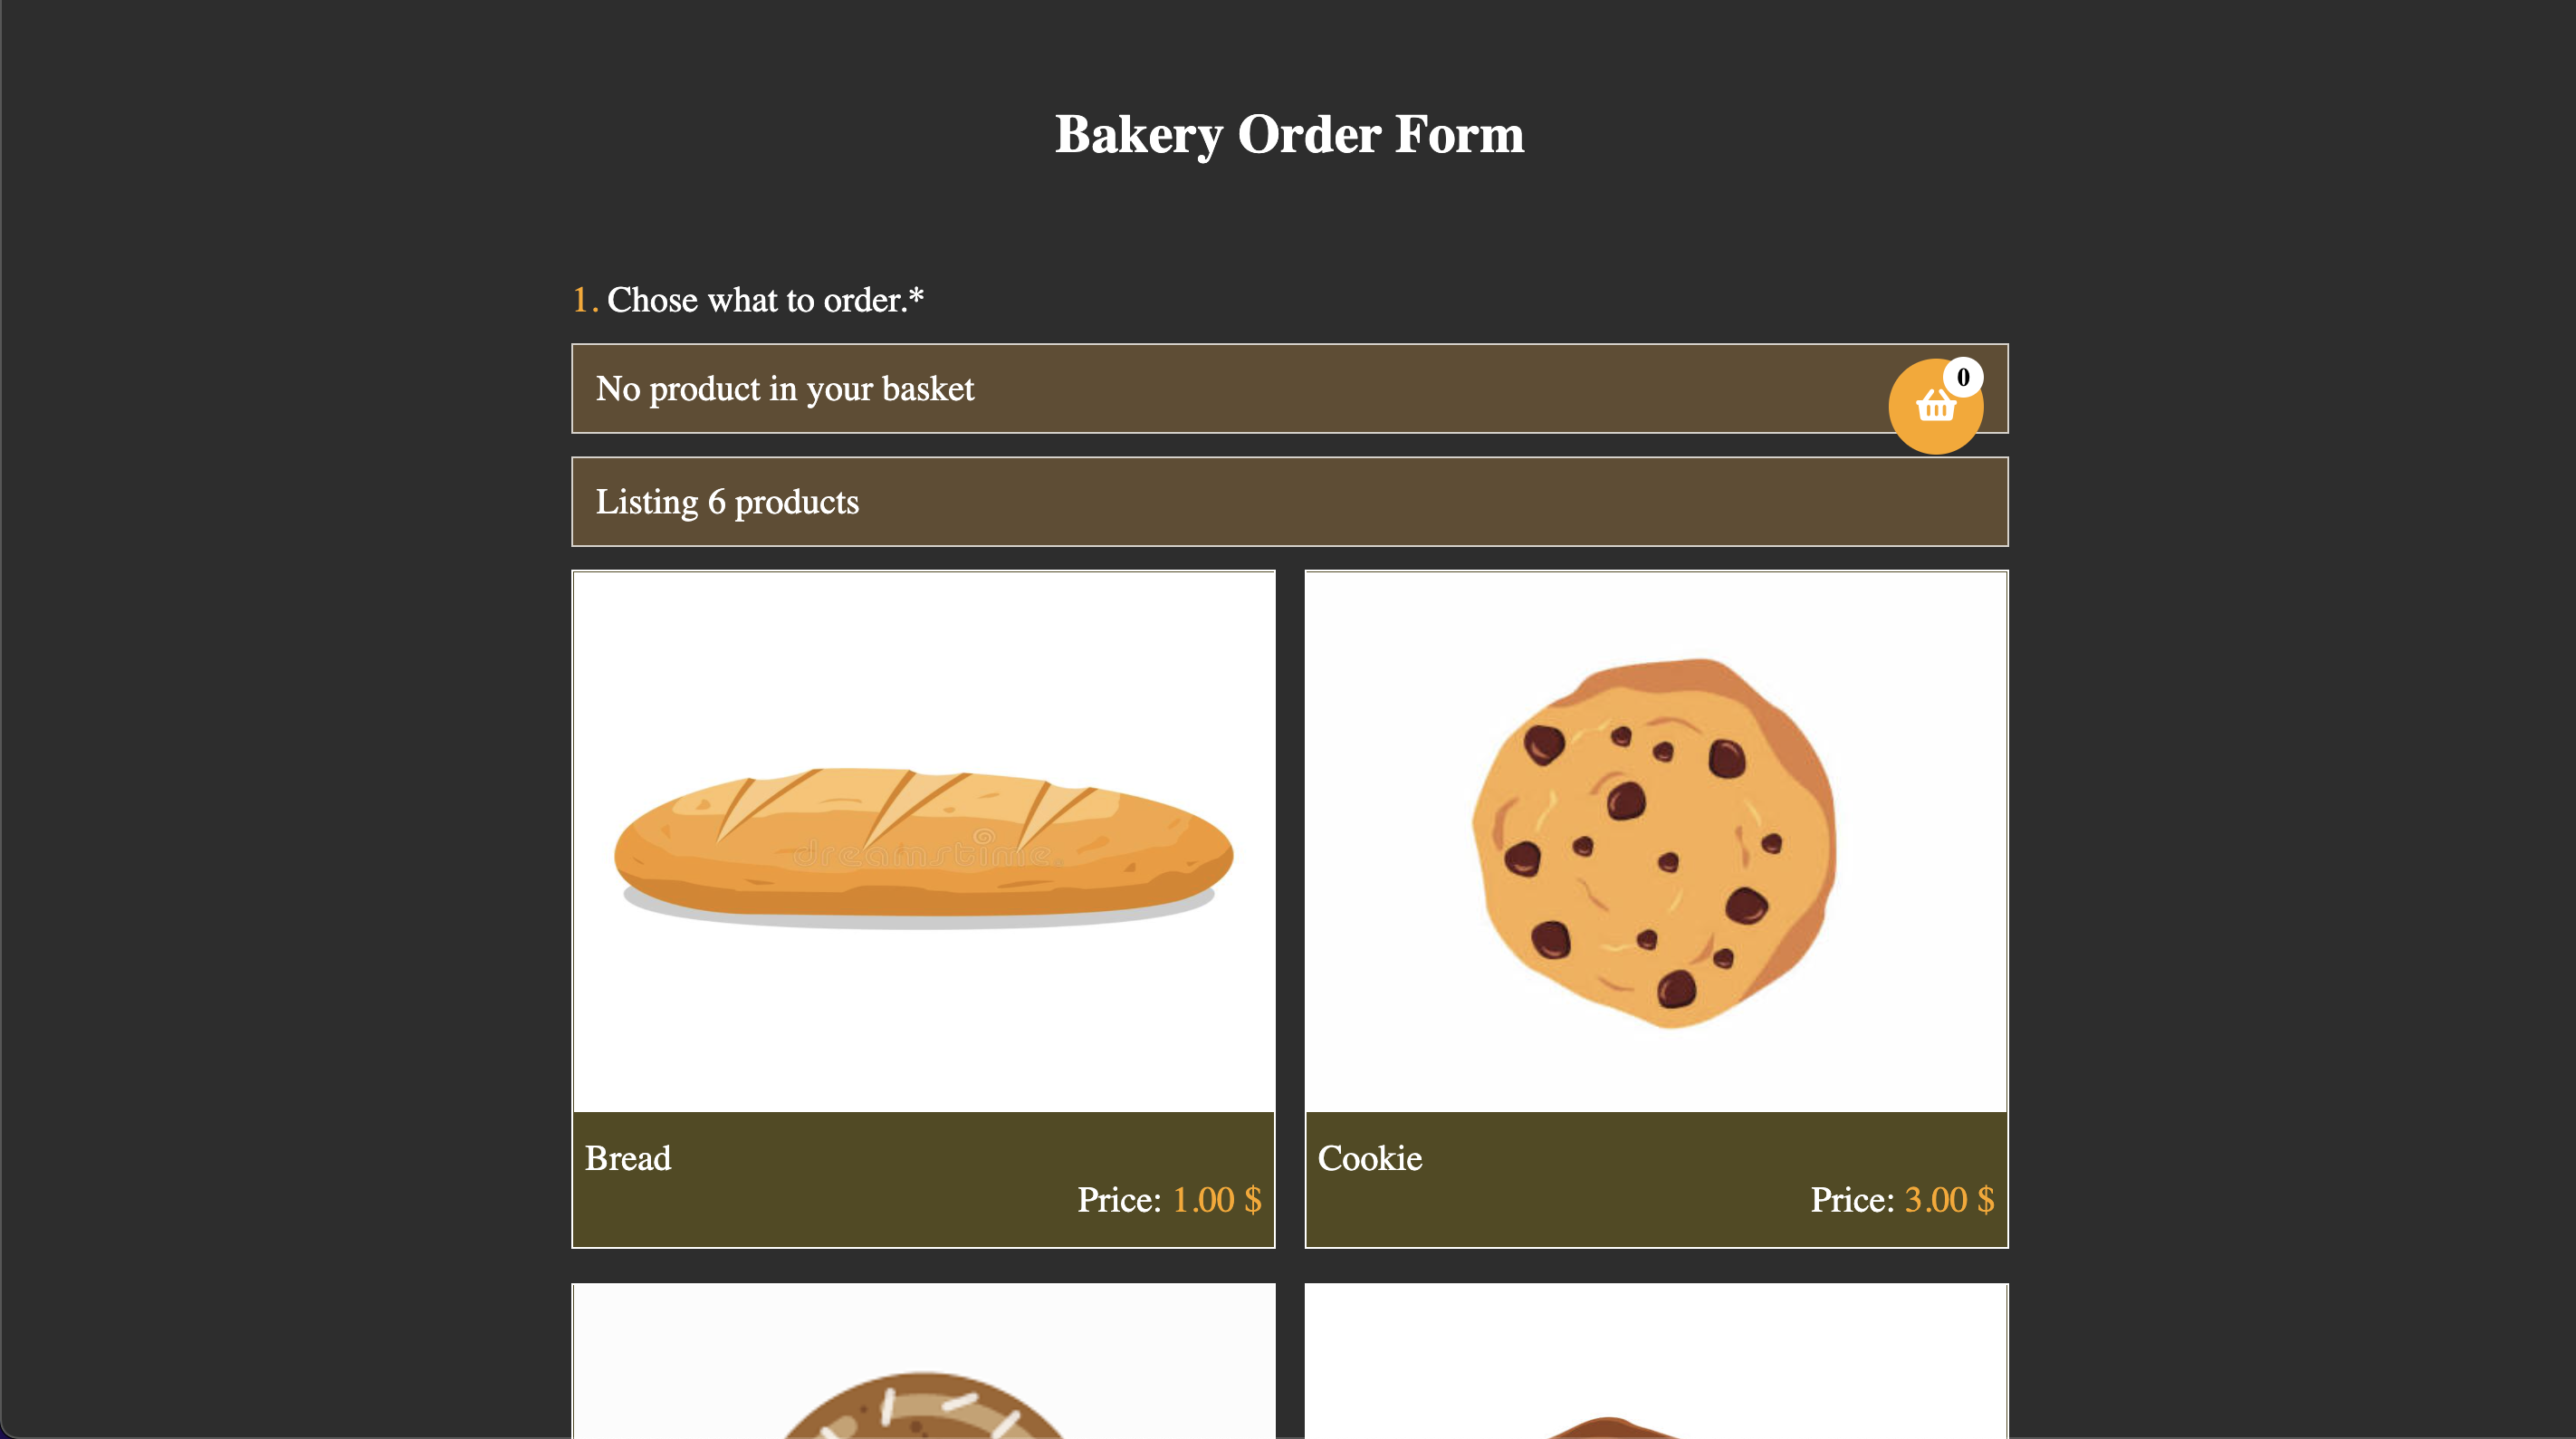 Bakery Order Form
1. Chose what to order.*
No product in your basket
0
Listing 6 products
dreamstime.
Bread
Price: 1.00 $
Cookie
Price: 3.00 $